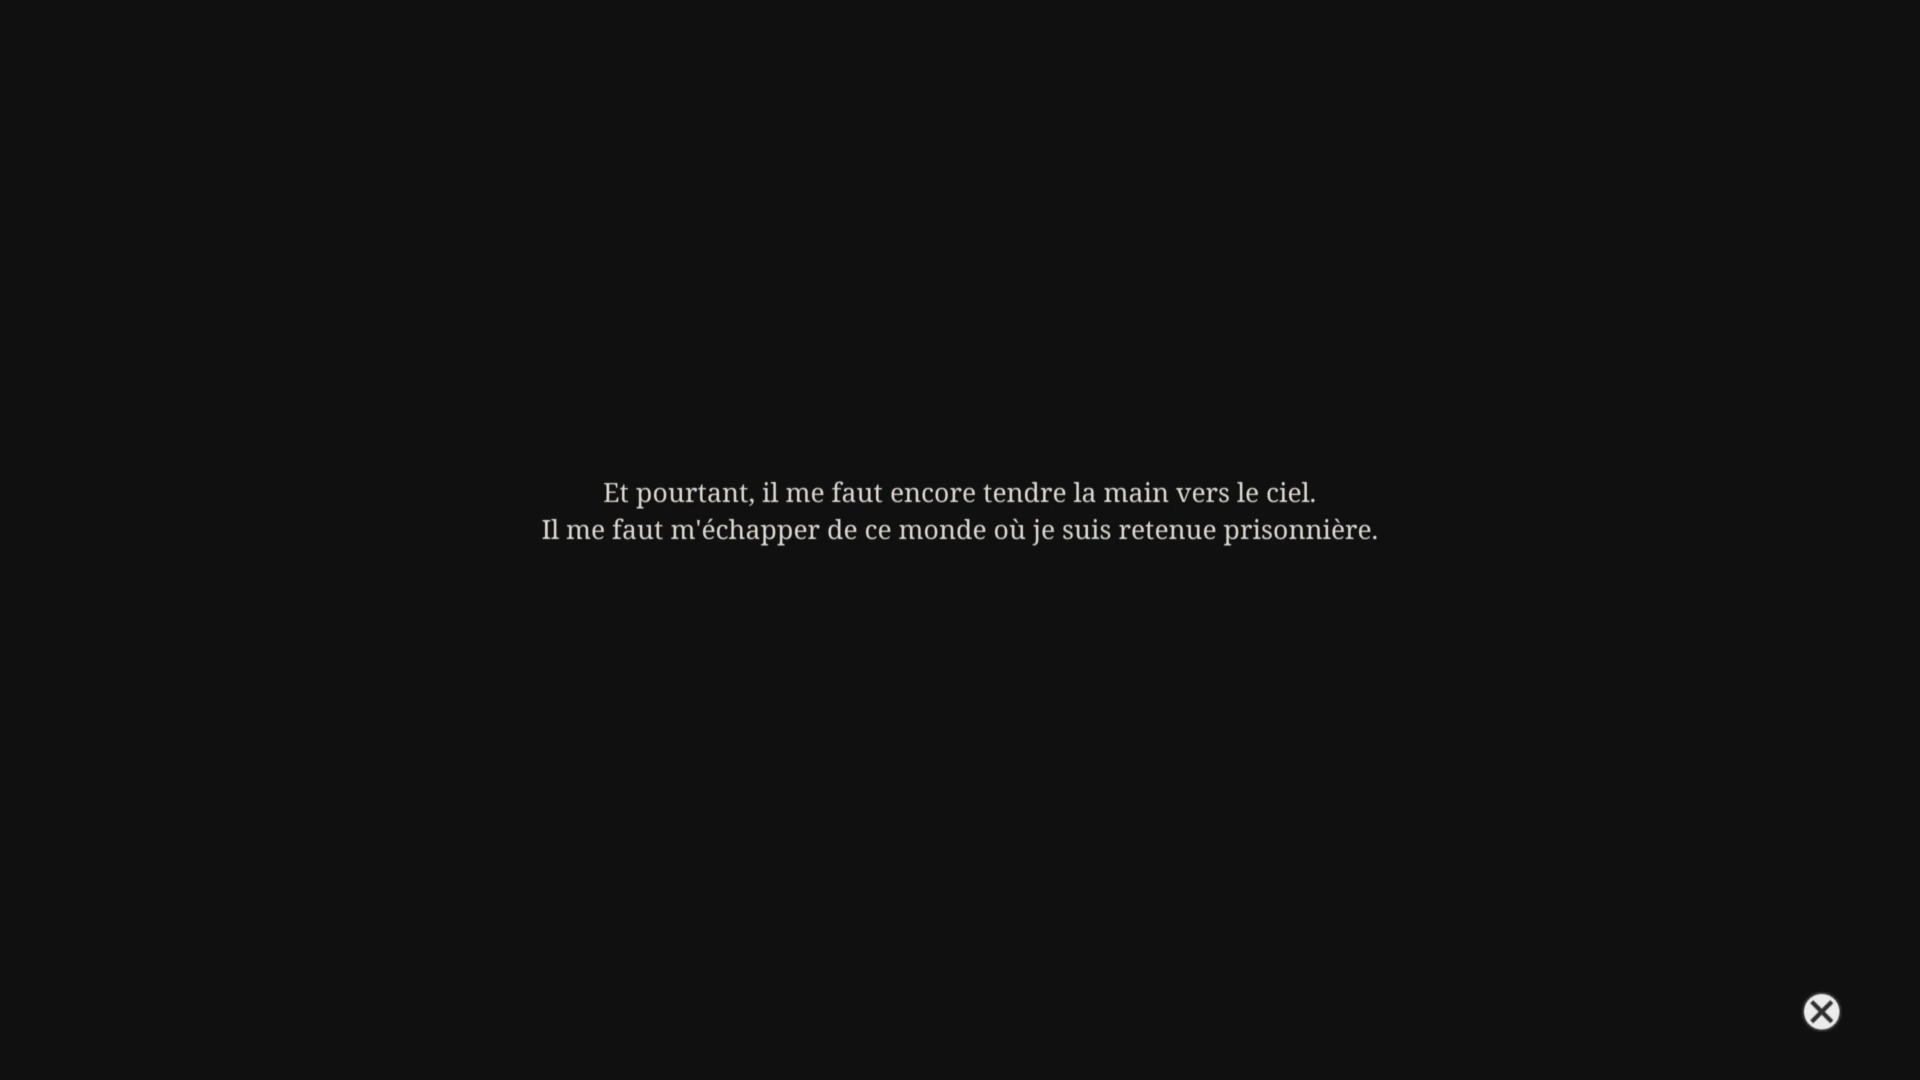 Et pourtant, il me faut encore tendre la main vers le ciel.
Il me faut m'échapper de ce monde où je suis retenue prisonnière.